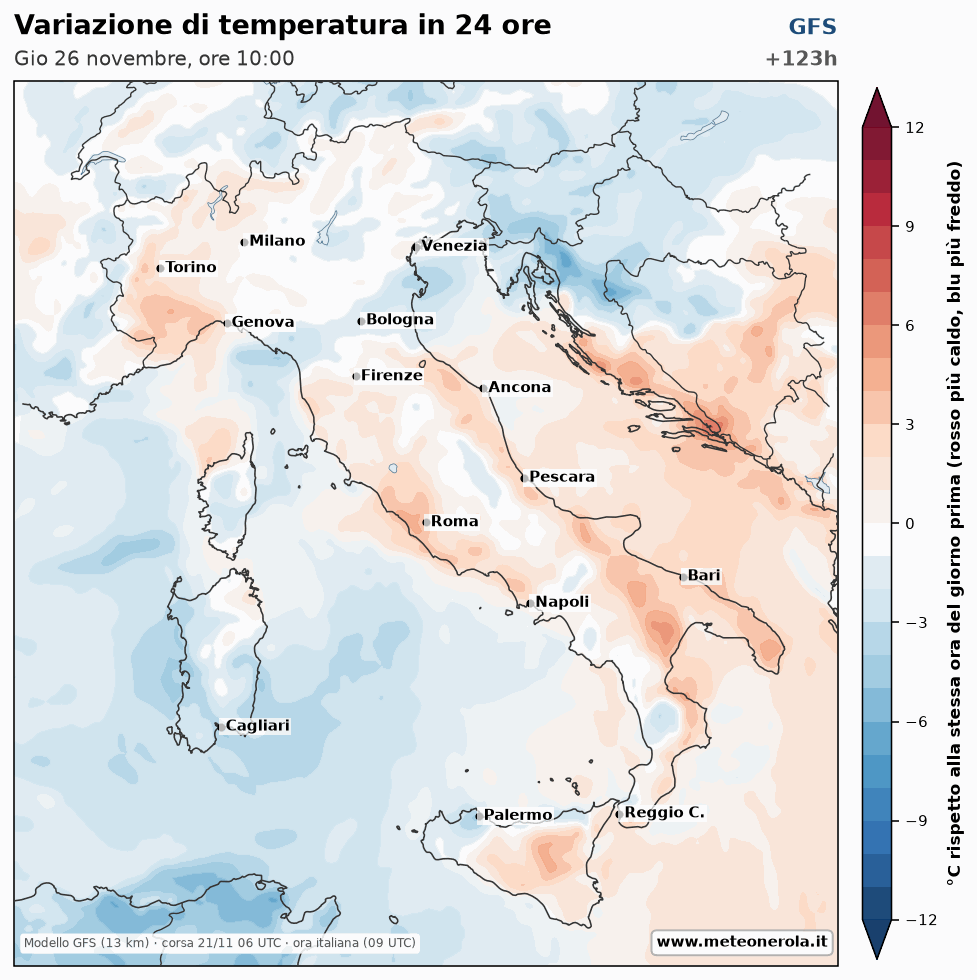 Variazione di temperatura in 24 ore
GFS
Gio 26 novembre, ore 10:00
+123h
Milano
Venezia
Torino
Genova
Bologna
Firenze
Ancona
Pescara
Roma
Bari
Napoli
Cagliari
Palermo
Reggio C.
12
9
6
3
0
−3
−6
−9
−12
°C rispetto alla stessa ora del giorno prima (rosso più caldo, blu più freddo)
Modello GFS (13 km) · corsa 21/11 06 UTC · ora italiana (09 UTC)
www.meteonerola.it